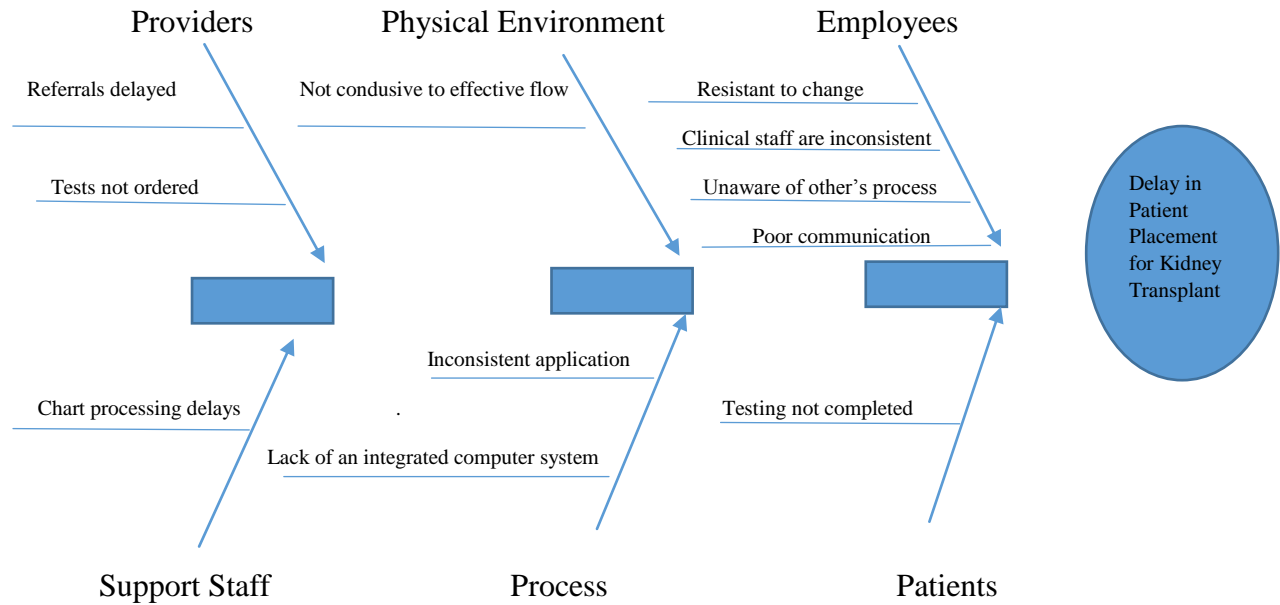 Providers
Physical Environment
Employees
Referrals delayed
Not condusive to effective flow
Resistant to change
Clinical staff are inconsistent
Tests not ordered
Unaware of other’s process
Poor communication
Delay in
Patient
Placement
for Kidney
Transplant
Inconsistent application
Chart processing delays
.
Testing not completed
Lack of an integrated computer system
Support Staff
Process
Patients